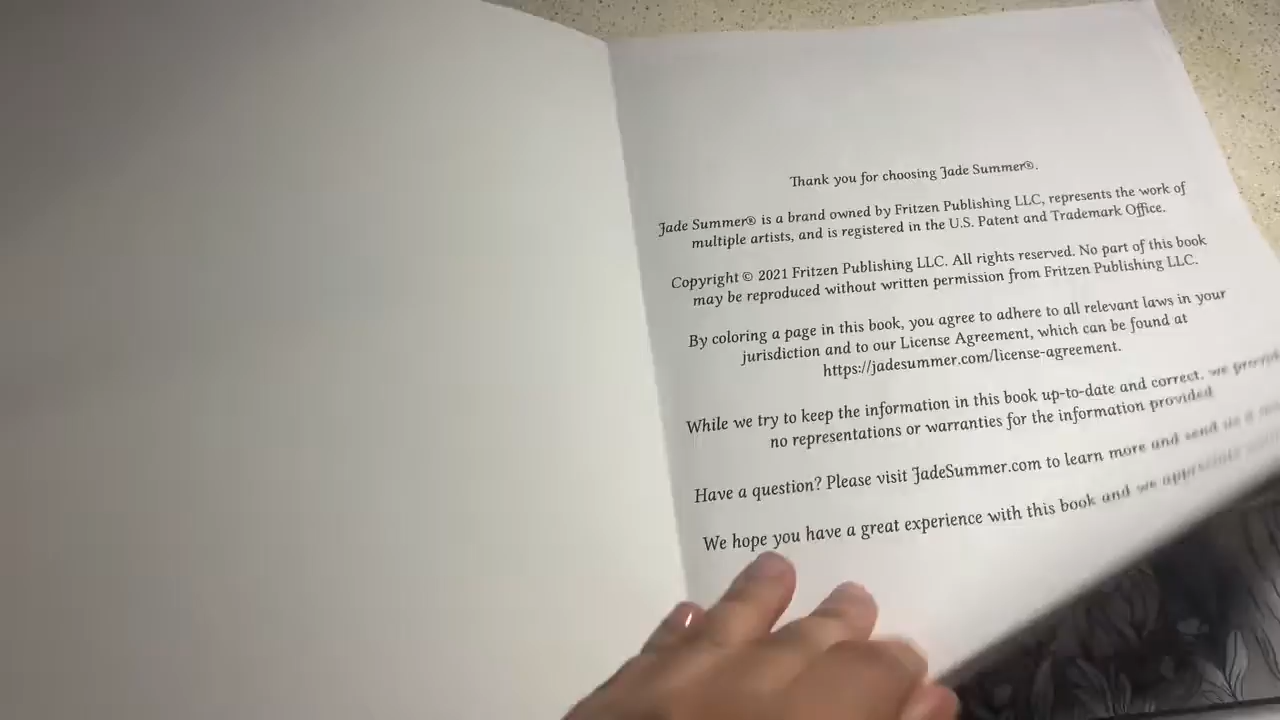 Thank you for choosing Jade Summer®.
Jade Summer® is a brand owned by Fritzen Publishing LLC, represents the work of
multiple artists, and is registered in the U.S. Patent and Trademark Office.
Copyright © 2021 Fritzen Publishing LLC. All rights reserved. No part of this book
may be reproduced without written permission from Fritzen Publishing LLC.
By coloring a page in this book, you agree to adhere to all relevant laws in your
jurisdiction and to our License Agreement, which can be found at
https://jadesummer.com/license-agreement.
While we try to keep the information in this book up-to-date and correct, we
no representations or warranties for the information provided
Have a question? Please visit JadeSummer.com to learn more and send us a
We hope you have a great experience with this book and we appreciate